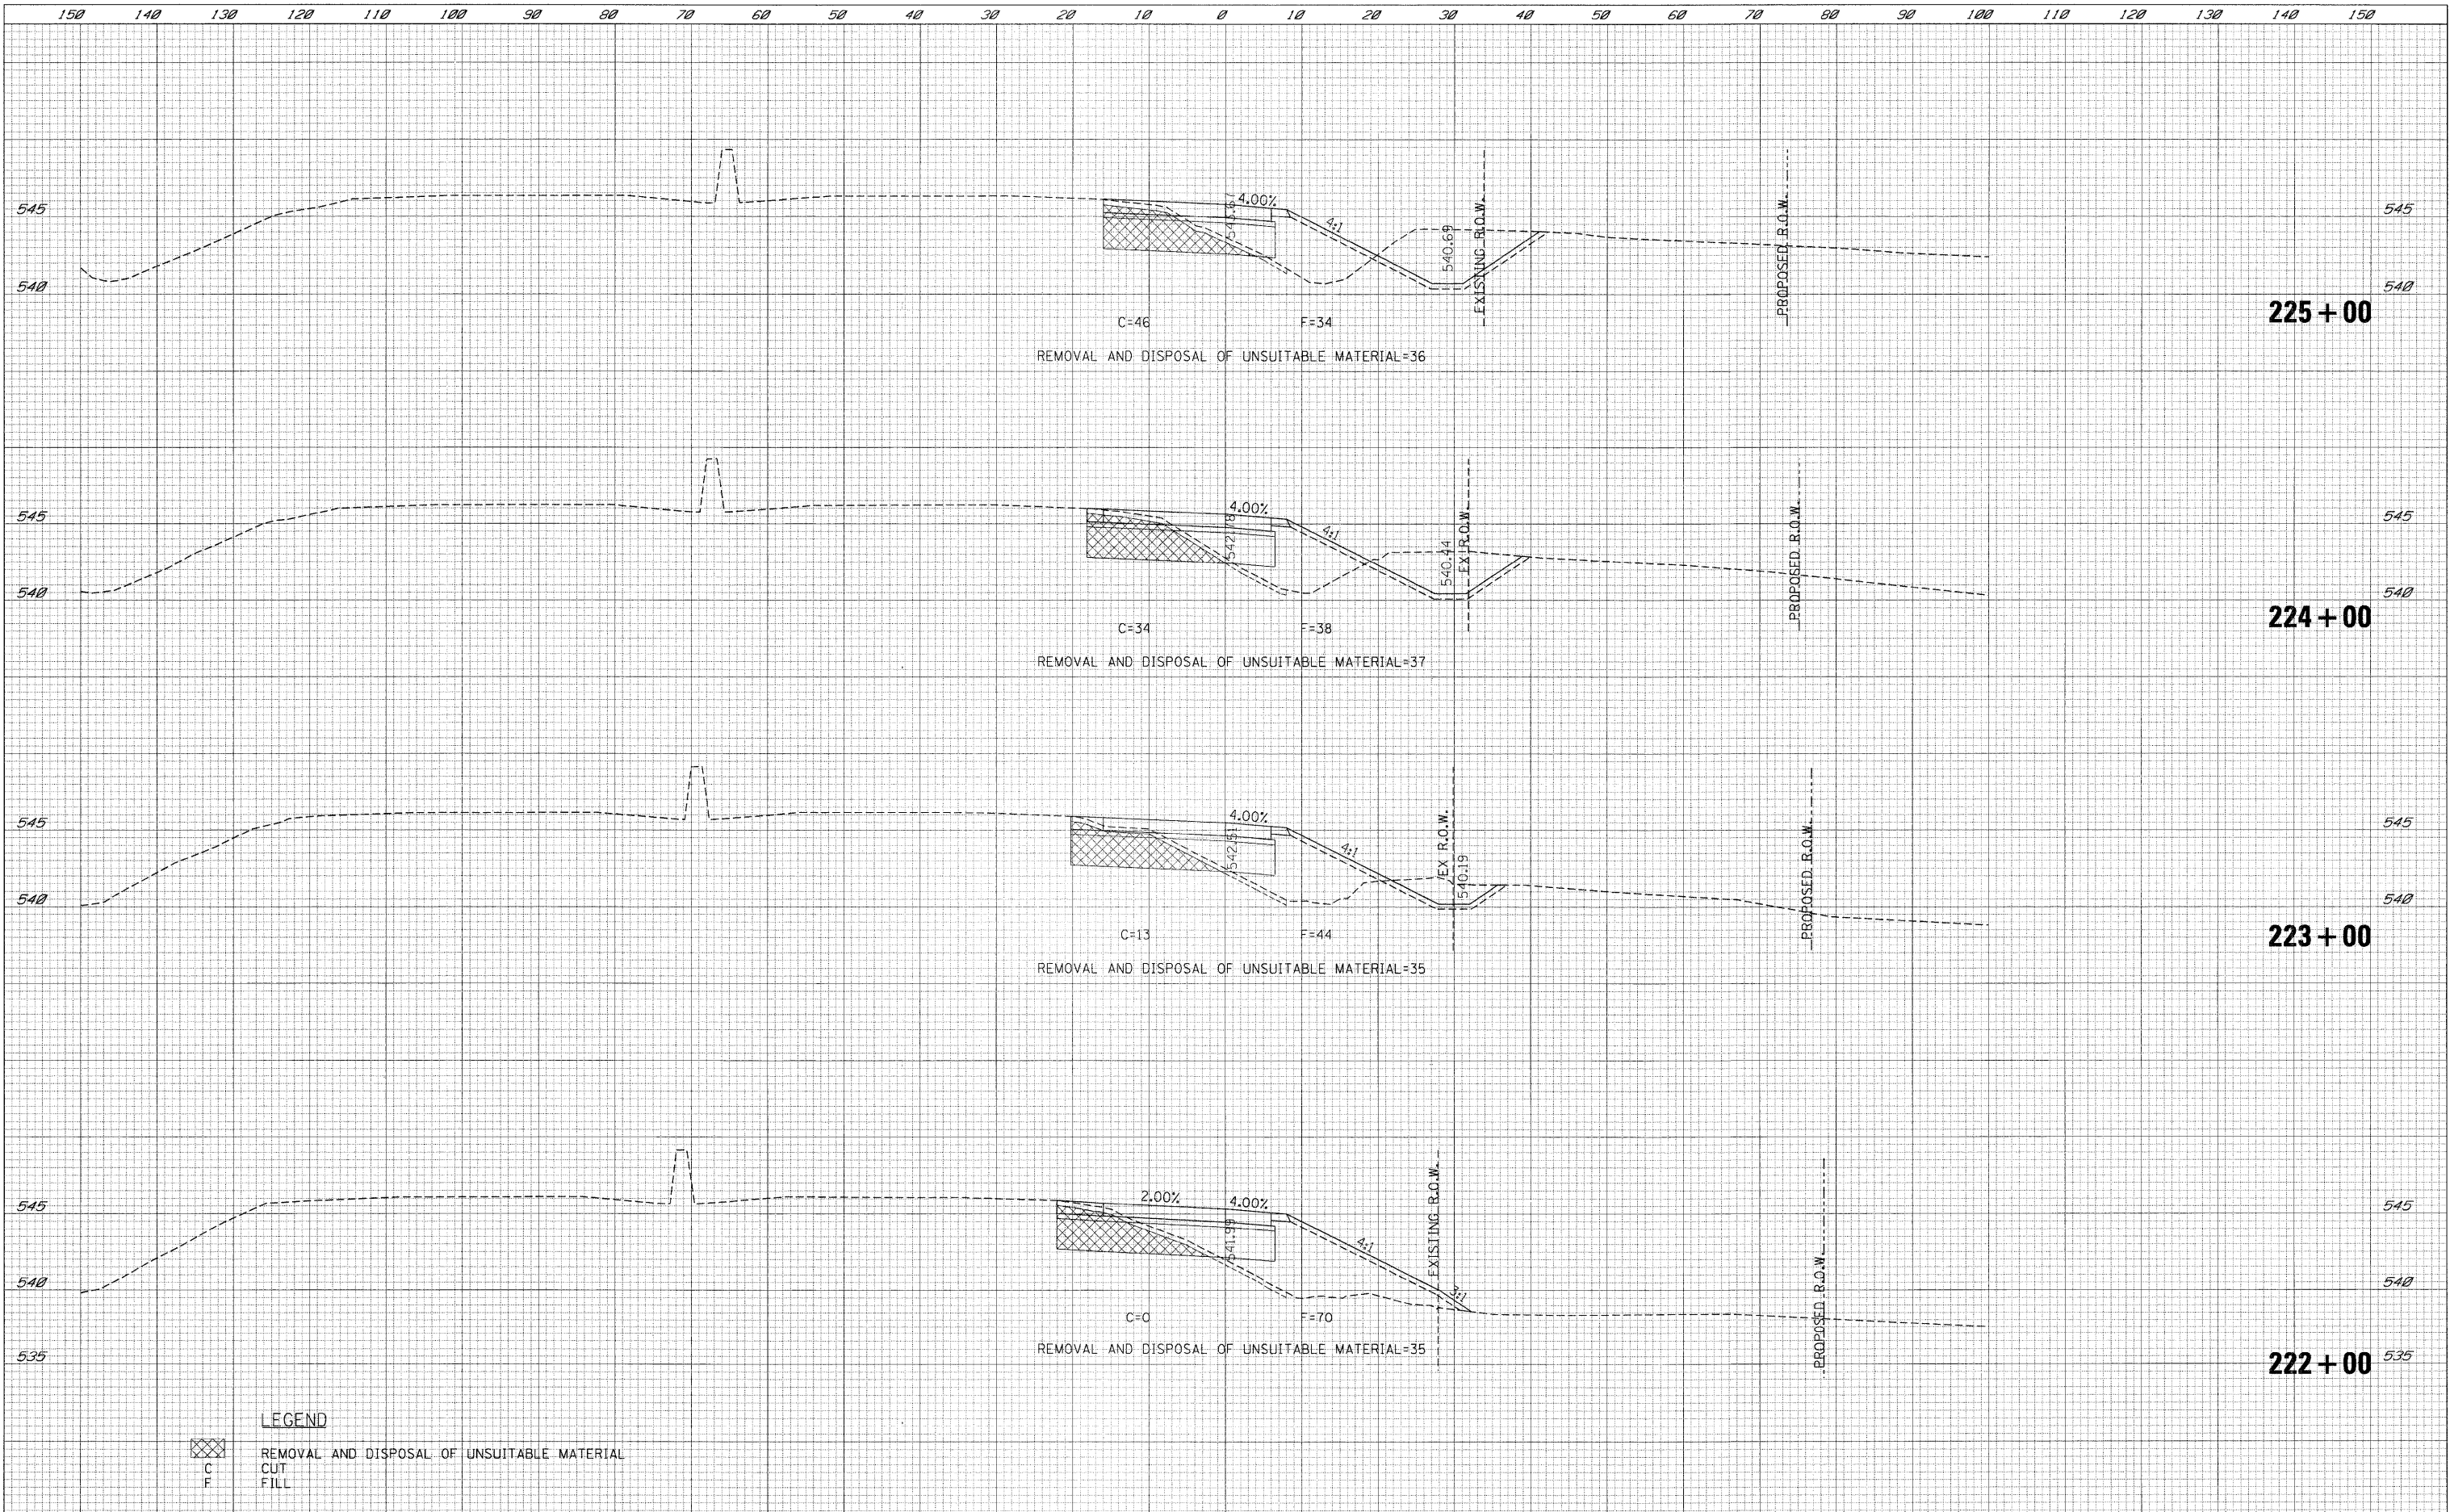 150 140 130 120 110 100 90 80 70 60 50 40 30 20 10 0 10 20 30 40 50 60 70 80 90 100 110 120 130 140 150
545 4.00% 545
4:1
540.69
EXISTING R.O.W.
PROPOSED R.O.W.
540 540
225+00
C=46 F=34
REMOVAL AND DISPOSAL OF UNSUITABLE MATERIAL=36
545 4.00% 545
542.78
4:1
540.44
EX R.O.W.
PROPOSED R.O.W.
540 540
224+00
C=34 F=38
REMOVAL AND DISPOSAL OF UNSUITABLE MATERIAL=37
545 4.00% 545
542.51
4:1
EX R.O.W.
540.19
PROPOSED R.O.W.
540 540
223+00
C=13 F=44
REMOVAL AND DISPOSAL OF UNSUITABLE MATERIAL=35
545 2.00% 4.00% 545
541.99
4:1
EXISTING R.O.W.
3:1
PROPOSED R.O.W.
540 540
C=0 F=70
REMOVAL AND DISPOSAL OF UNSUITABLE MATERIAL=35
535 222+00 535
LEGEND
REMOVAL AND DISPOSAL OF UNSUITABLE MATERIAL
C CUT
F FILL